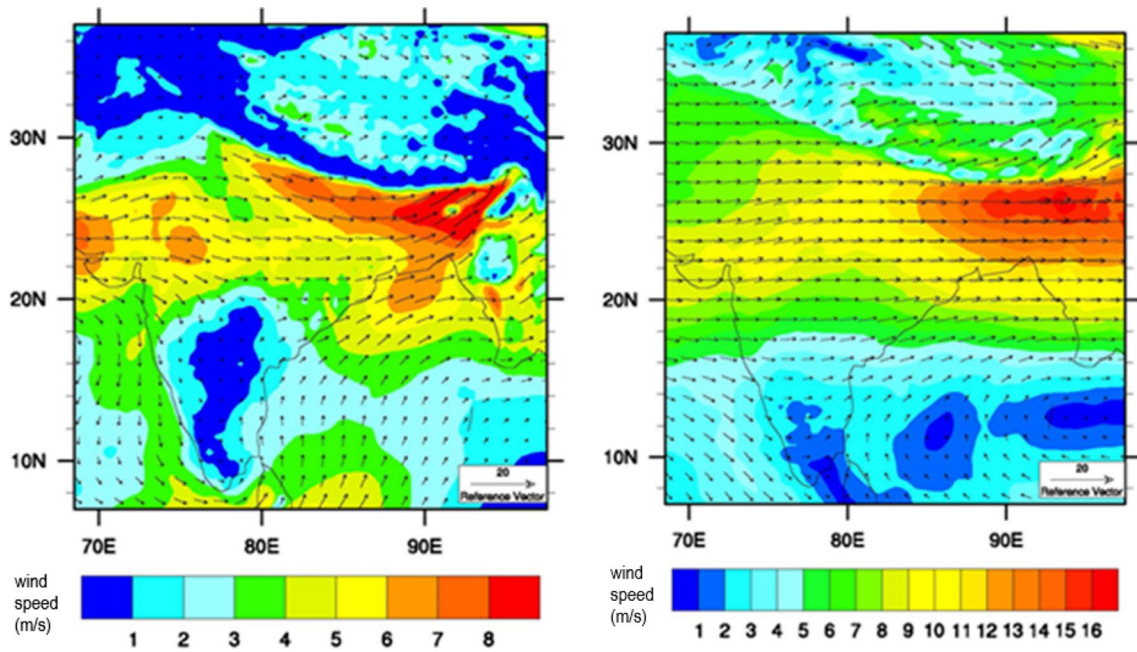 30N
20N
10N
20
Reference Vector
70E 80E 90E
wind
speed
(m/s)
1 2 3 4 5 6 7 8
30N
20N
10N
20
Reference Vector
70E 80E 90E
wind
speed
(m/s)
1 2 3 4 5 6 7 8 9 10 11 12 13 14 15 16